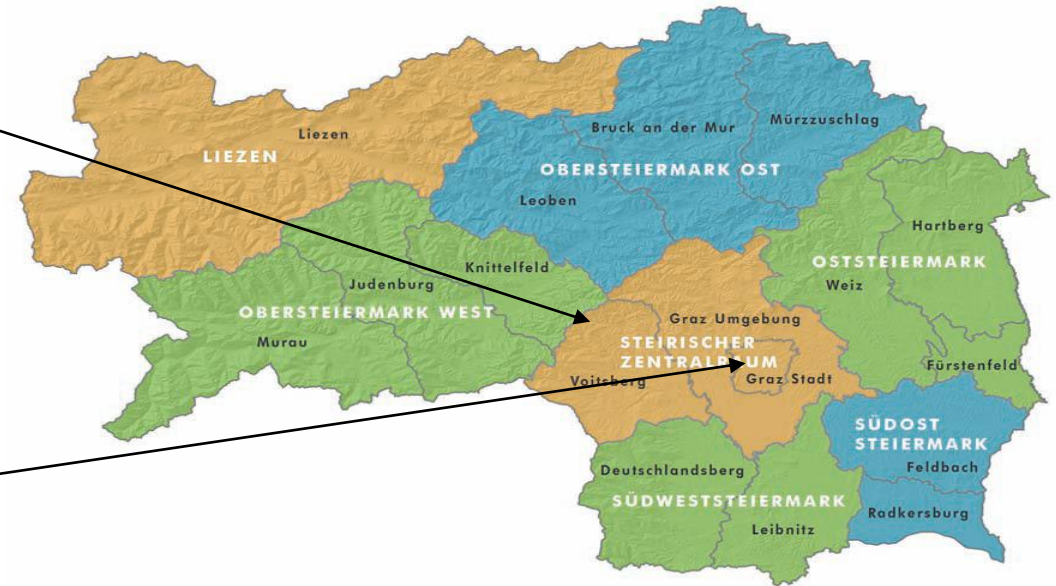 Liezen
LIEZEN
Bruck an der Mur
Mürzzuschlag
OBERSTEIERMARK OST
Leoben
Hartberg
OSTSTEIERMARK
Weiz
Knittelfeld
Judenburg
OBERSTEIERMARK WEST
Murau
Graz Umgebung
STEIRISCHER
ZENTRALRAUM
Voitsberg
Graz Stadt
Fürstenfeld
SÜDOST
STEIERMARK
Feldbach
Deutschlandsberg
SÜDWESTSTEIERMARK
Leibnitz
Radkersburg